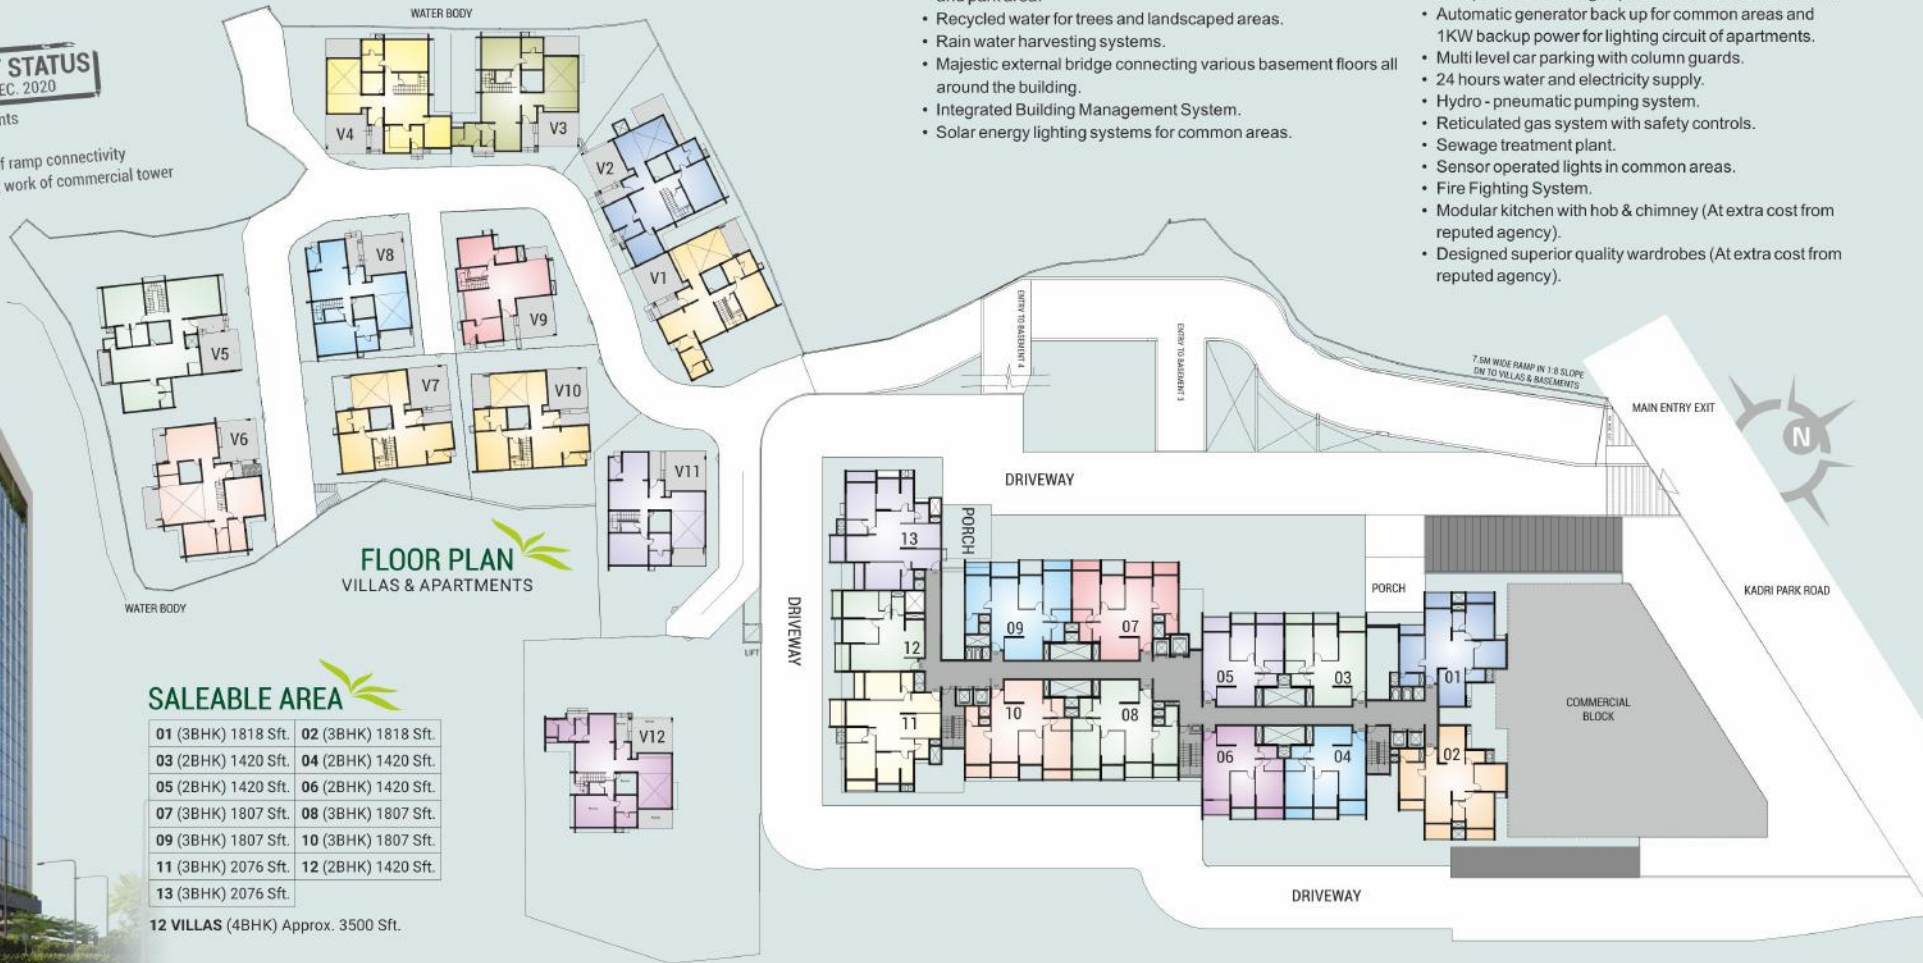 WATER BODY
STATUS
EC. 2020
nts
f ramp connectivity
work of commercial tower
and park area.
• Recycled water for trees and landscaped areas.
• Rain water harvesting systems.
• Majestic external bridge connecting various basement floors all
around the building.
• Integrated Building Management System.
• Solar energy lighting systems for common areas.
• Automatic generator back up for common areas and
1KW backup power for lighting circuit of apartments.
• Multi level car parking with column guards.
• 24 hours water and electricity supply.
• Hydro - pneumatic pumping system.
• Reticulated gas system with safety controls.
• Sewage treatment plant.
• Sensor operated lights in common areas.
• Fire Fighting System.
• Modular kitchen with hob & chimney (At extra cost from
reputed agency).
• Designed superior quality wardrobes (At extra cost from
reputed agency).
V4
V3
V2
V1
V8
V9
V5
V7
V10
V6
V11
V12
WATER BODY
FLOOR PLAN
VILLAS & APARTMENTS
ENTRY TO BASEMENT 4
ENTRY TO BASEMENT 3
7.5M WIDE RAMP IN 1:8 SLOPE
DN TO VILLAS & BASEMENTS
MAIN ENTRY EXIT
N
KADRI PARK ROAD
DRIVEWAY
DRIVEWAY
DRIVEWAY
PORCH
PORCH
LIFT
13
12
11
09
07
10
08
05
03
06
04
01
02
COMMERCIAL
BLOCK
SALEABLE AREA
01 (3BHK) 1818 Sft. 02 (3BHK) 1818 Sft.
03 (2BHK) 1420 Sft. 04 (2BHK) 1420 Sft.
05 (2BHK) 1420 Sft. 06 (2BHK) 1420 Sft.
07 (3BHK) 1807 Sft. 08 (3BHK) 1807 Sft.
09 (3BHK) 1807 Sft. 10 (3BHK) 1807 Sft.
11 (3BHK) 2076 Sft. 12 (2BHK) 1420 Sft.
13 (3BHK) 2076 Sft.
12 VILLAS (4BHK) Approx. 3500 Sft.